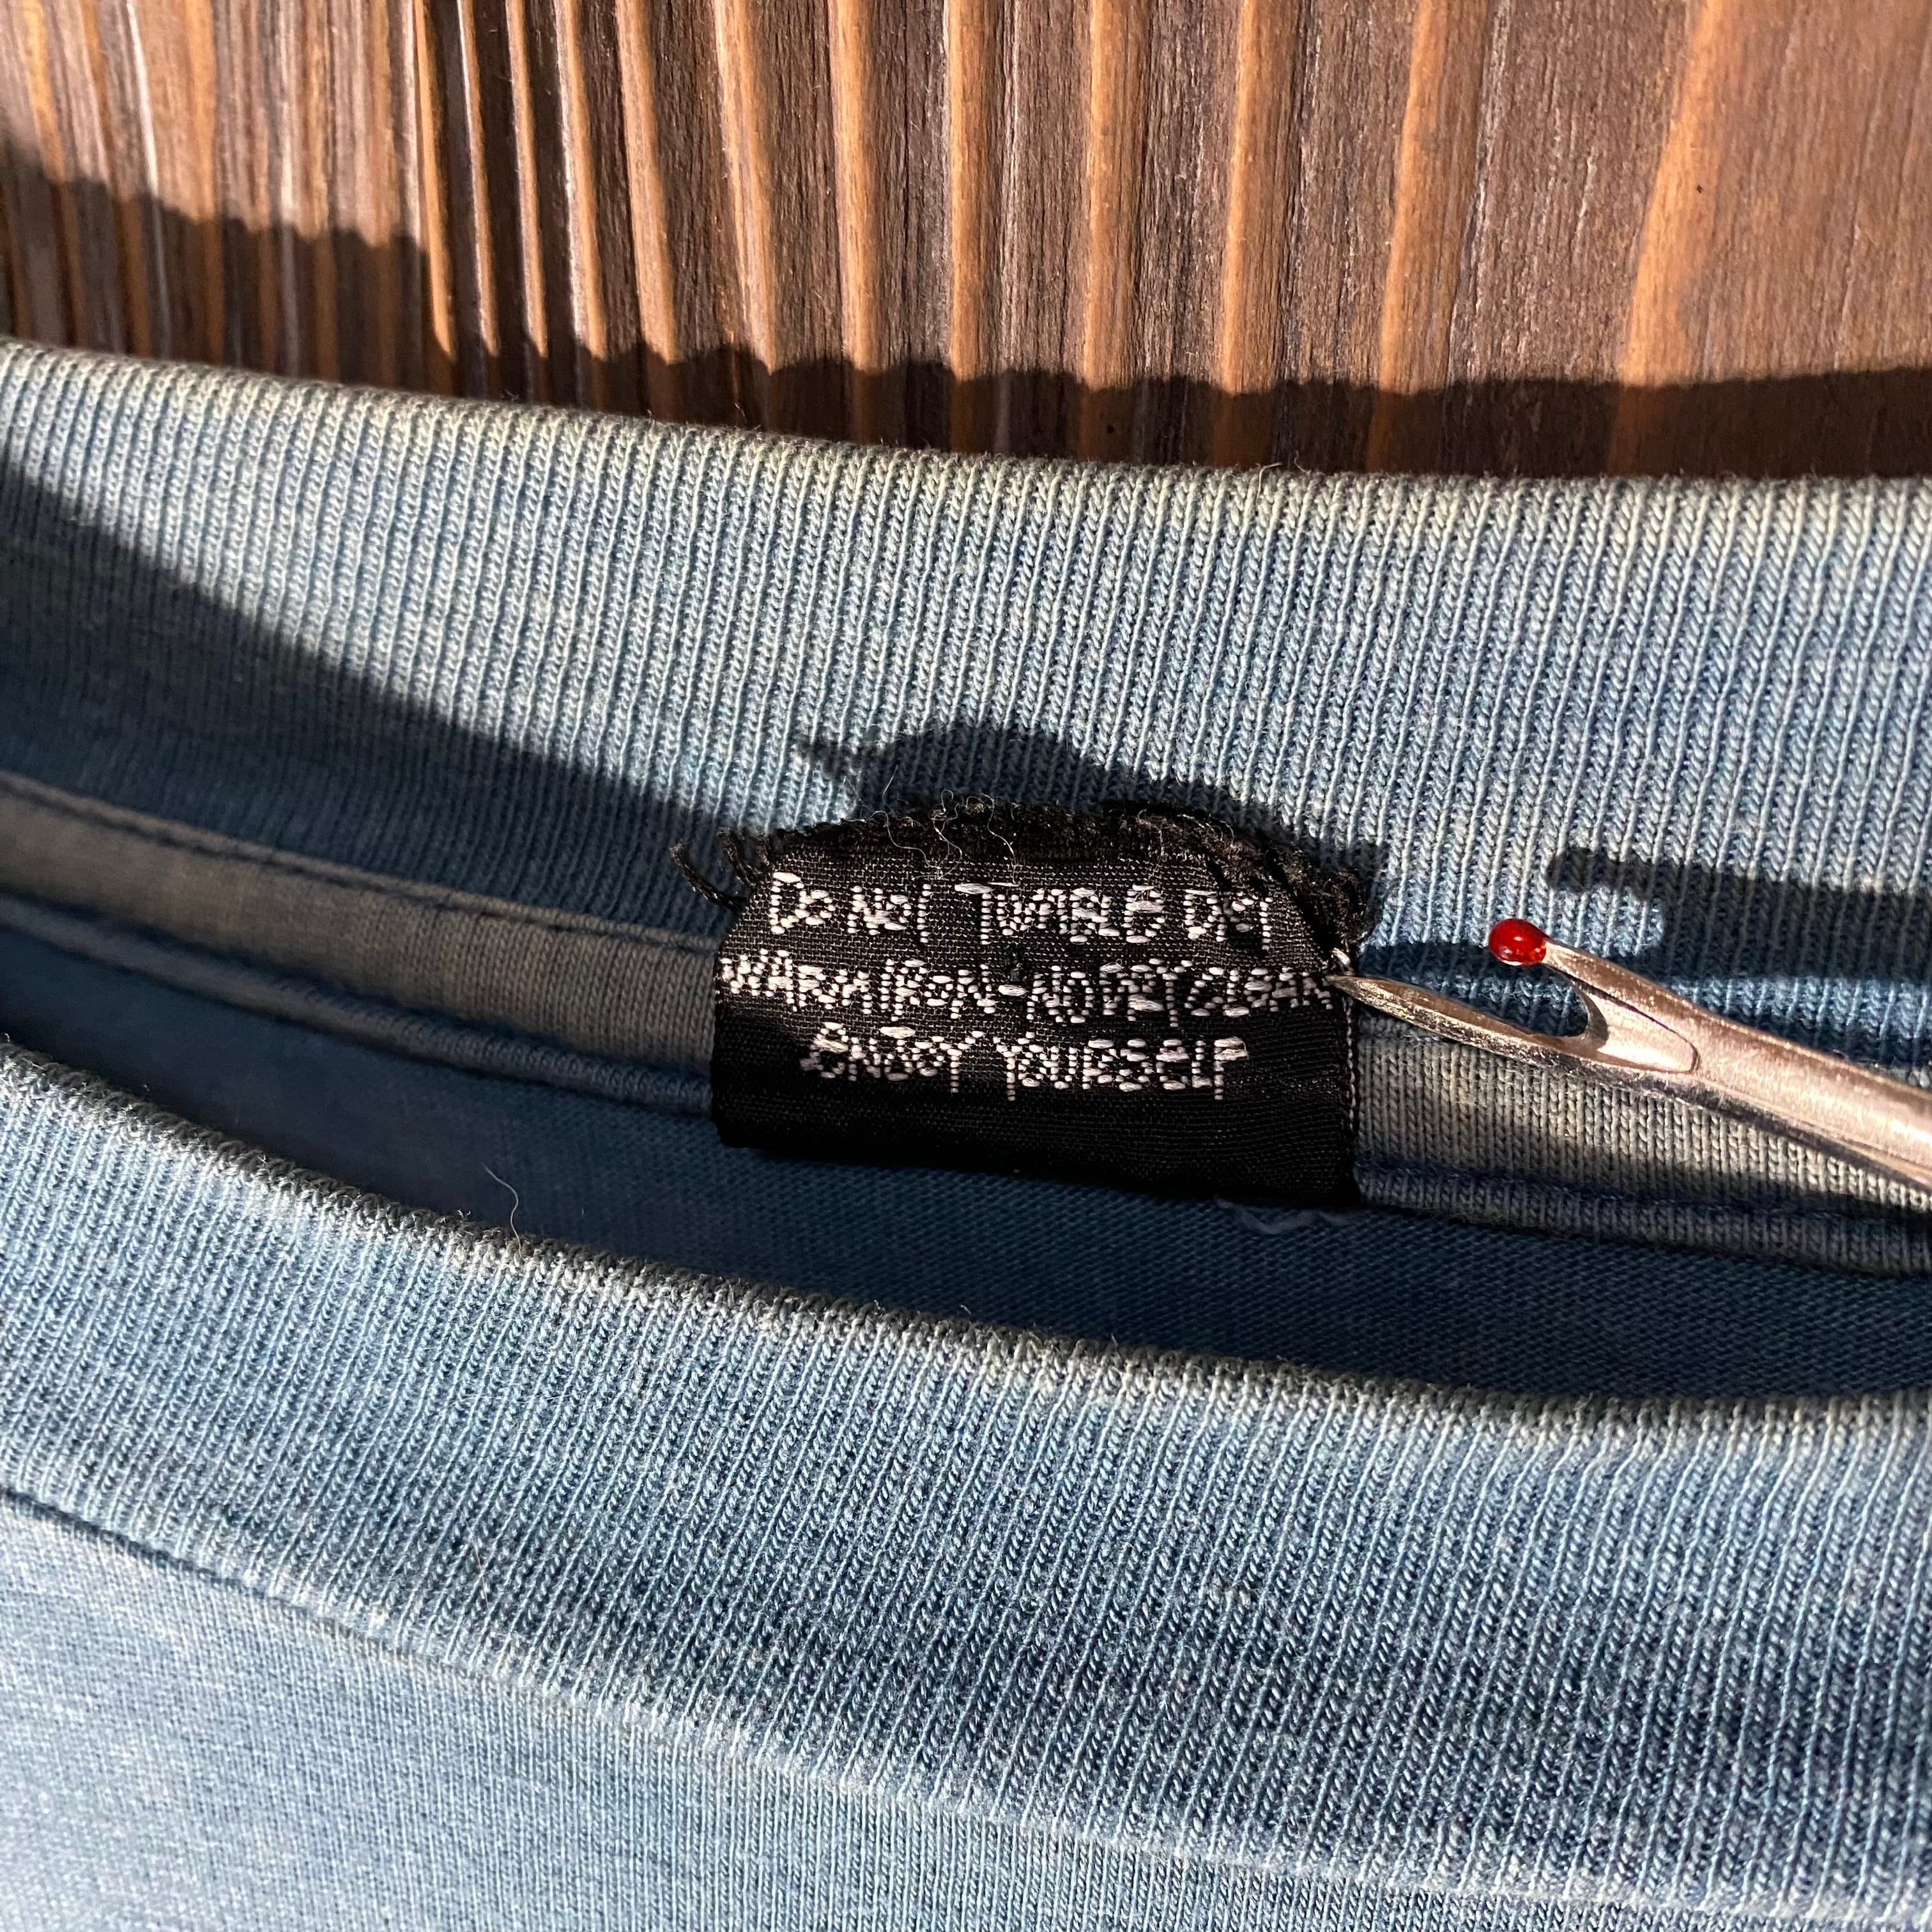 DO NOT TUMBLE DRY
WARM IRON - NO DRY CLEAN
ENJOY YOURSELF